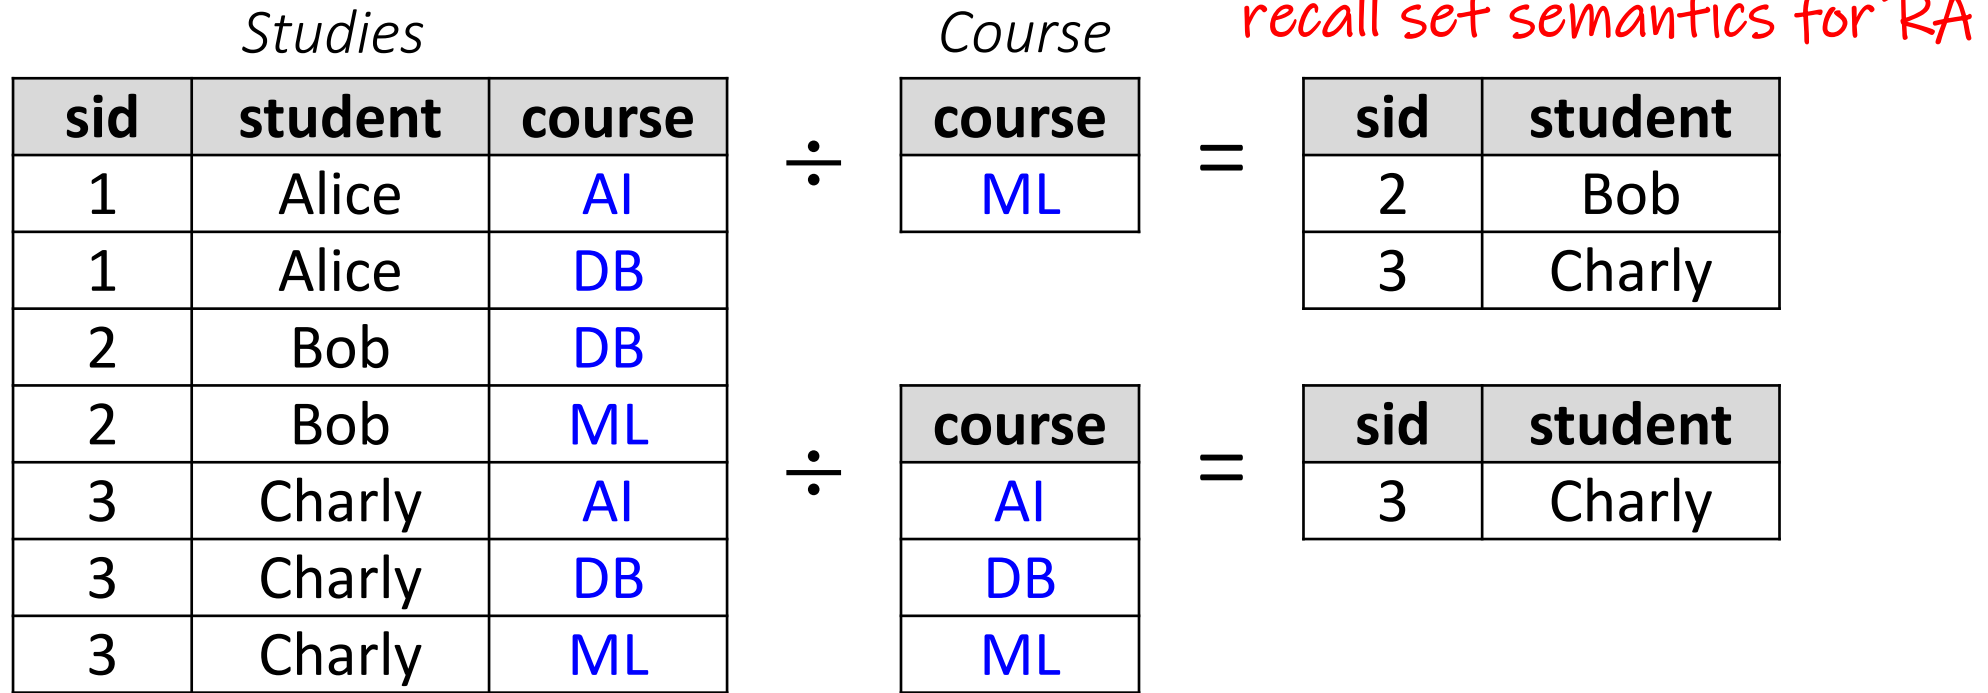 Studies Course recall set semantics for RA
sid student course ÷ course = sid student
1 Alice AI ML 2 Bob
1 Alice DB 3 Charly
2 Bob DB
2 Bob ML course sid student
3 Charly AI ÷ AI = 3 Charly
3 Charly DB DB
3 Charly ML ML